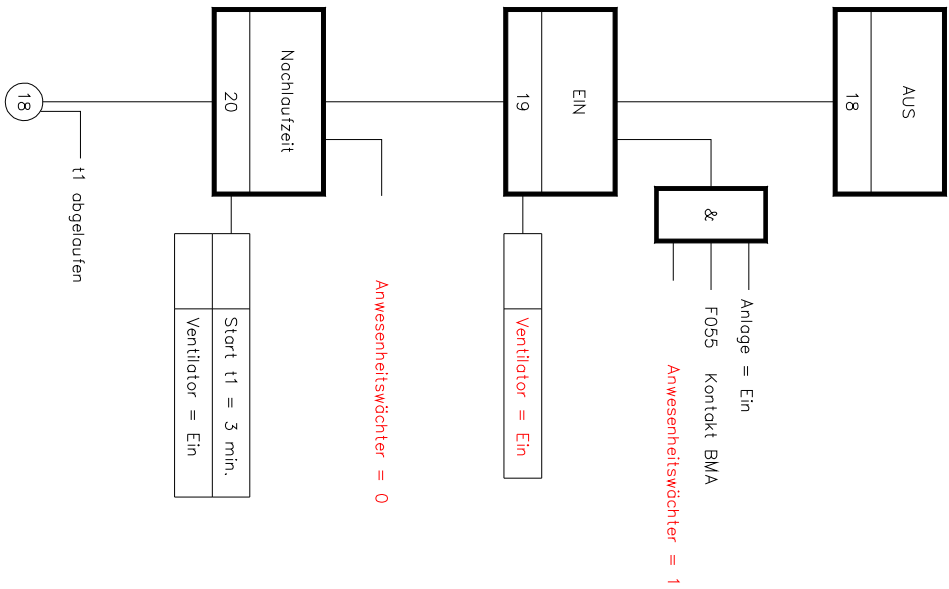 AUS
18
&
Anlage = Ein
F055 Kontakt BMA
Anwesenheitswächter = 1
EIN
19
Ventilator = Ein
Anwesenheitswächter = 0
Nachlaufzeit
20
Start t1 = 3 min.
Ventilator = Ein
t1 abgelaufen
18